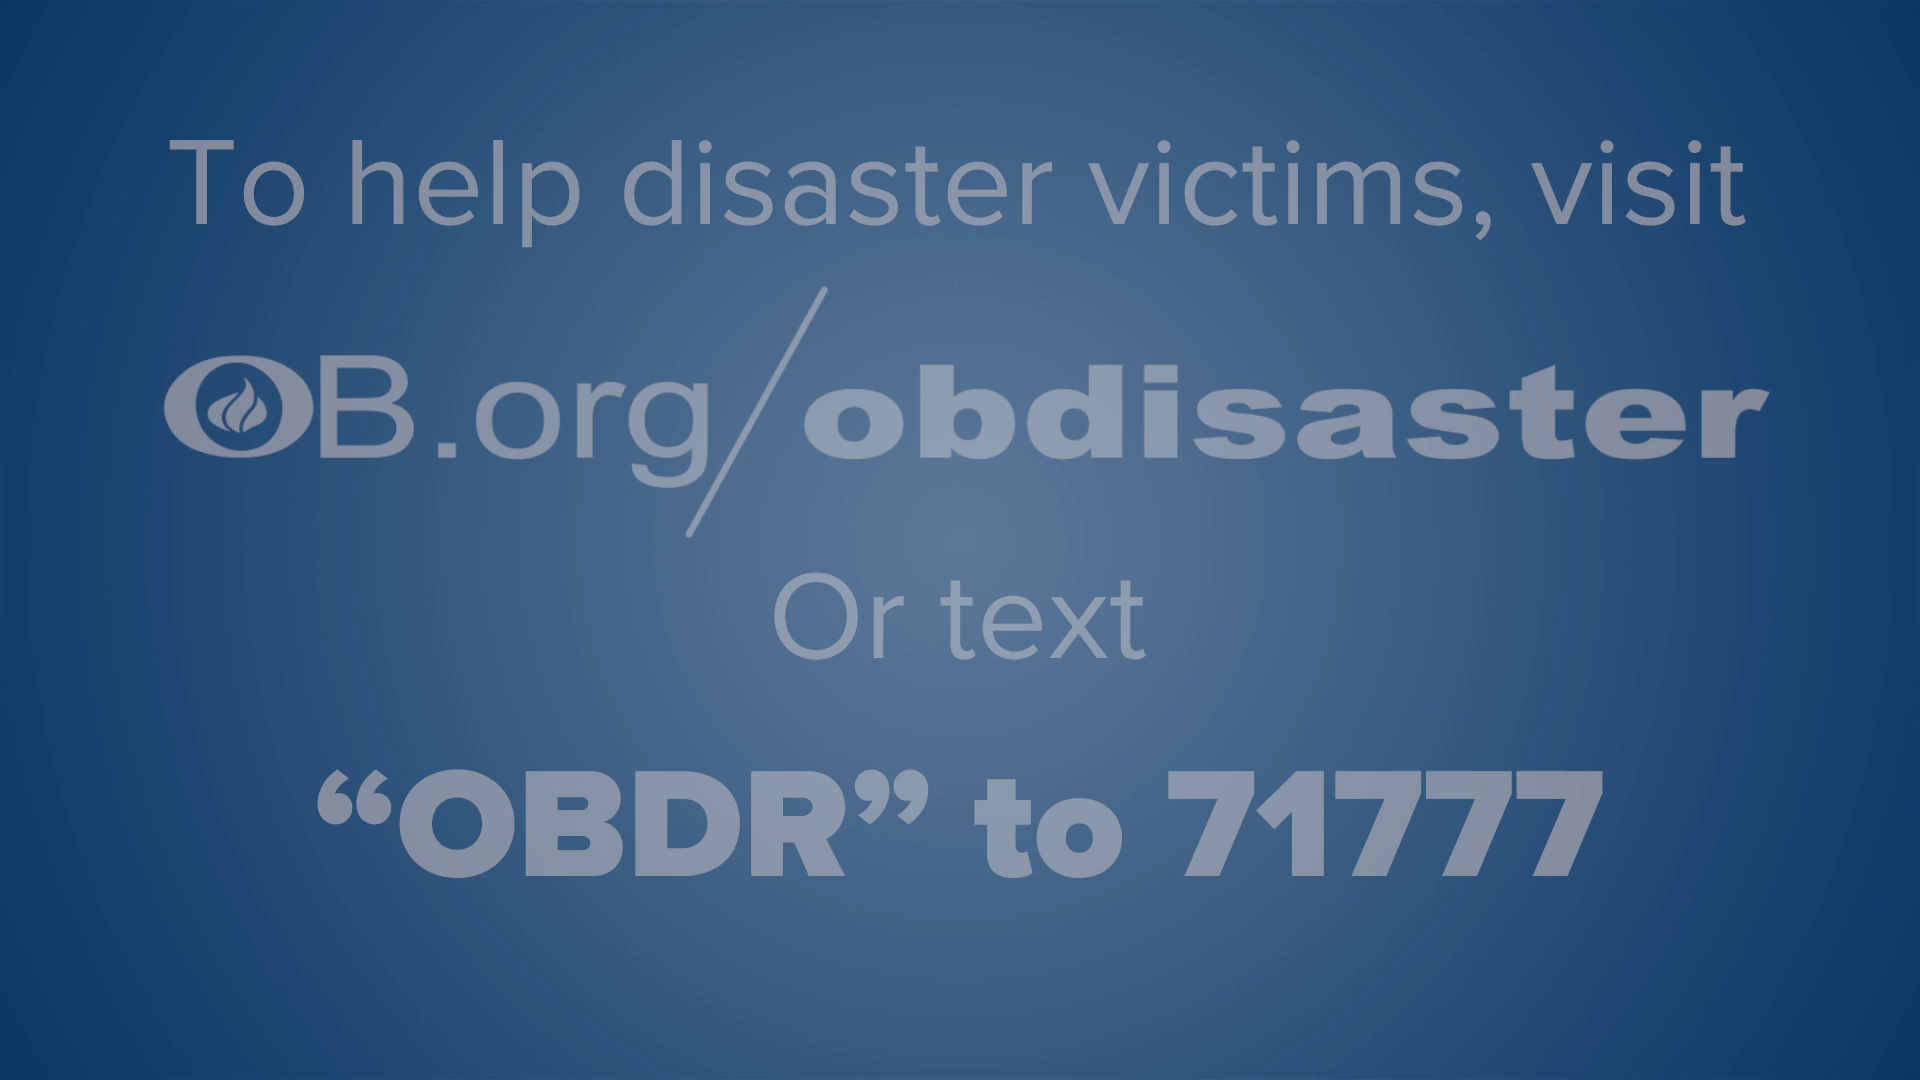 To help disaster victims, visit
OB.org/obdisaster
Or text
“OBDR” to 71777